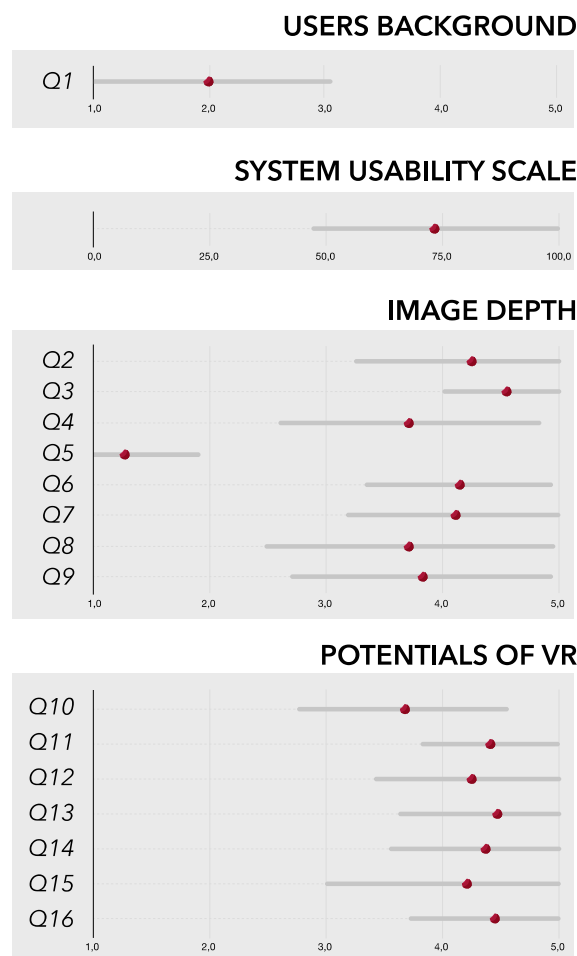 USERS BACKGROUND
Q1
1,0 2,0 3,0 4,0 5,0
SYSTEM USABILITY SCALE
0,0 25,0 50,0 75,0 100,0
IMAGE DEPTH
Q2
Q3
Q4
Q5
Q6
Q7
Q8
Q9
1,0 2,0 3,0 4,0 5,0
POTENTIALS OF VR
Q10
Q11
Q12
Q13
Q14
Q15
Q16
1,0 2,0 3,0 4,0 5,0